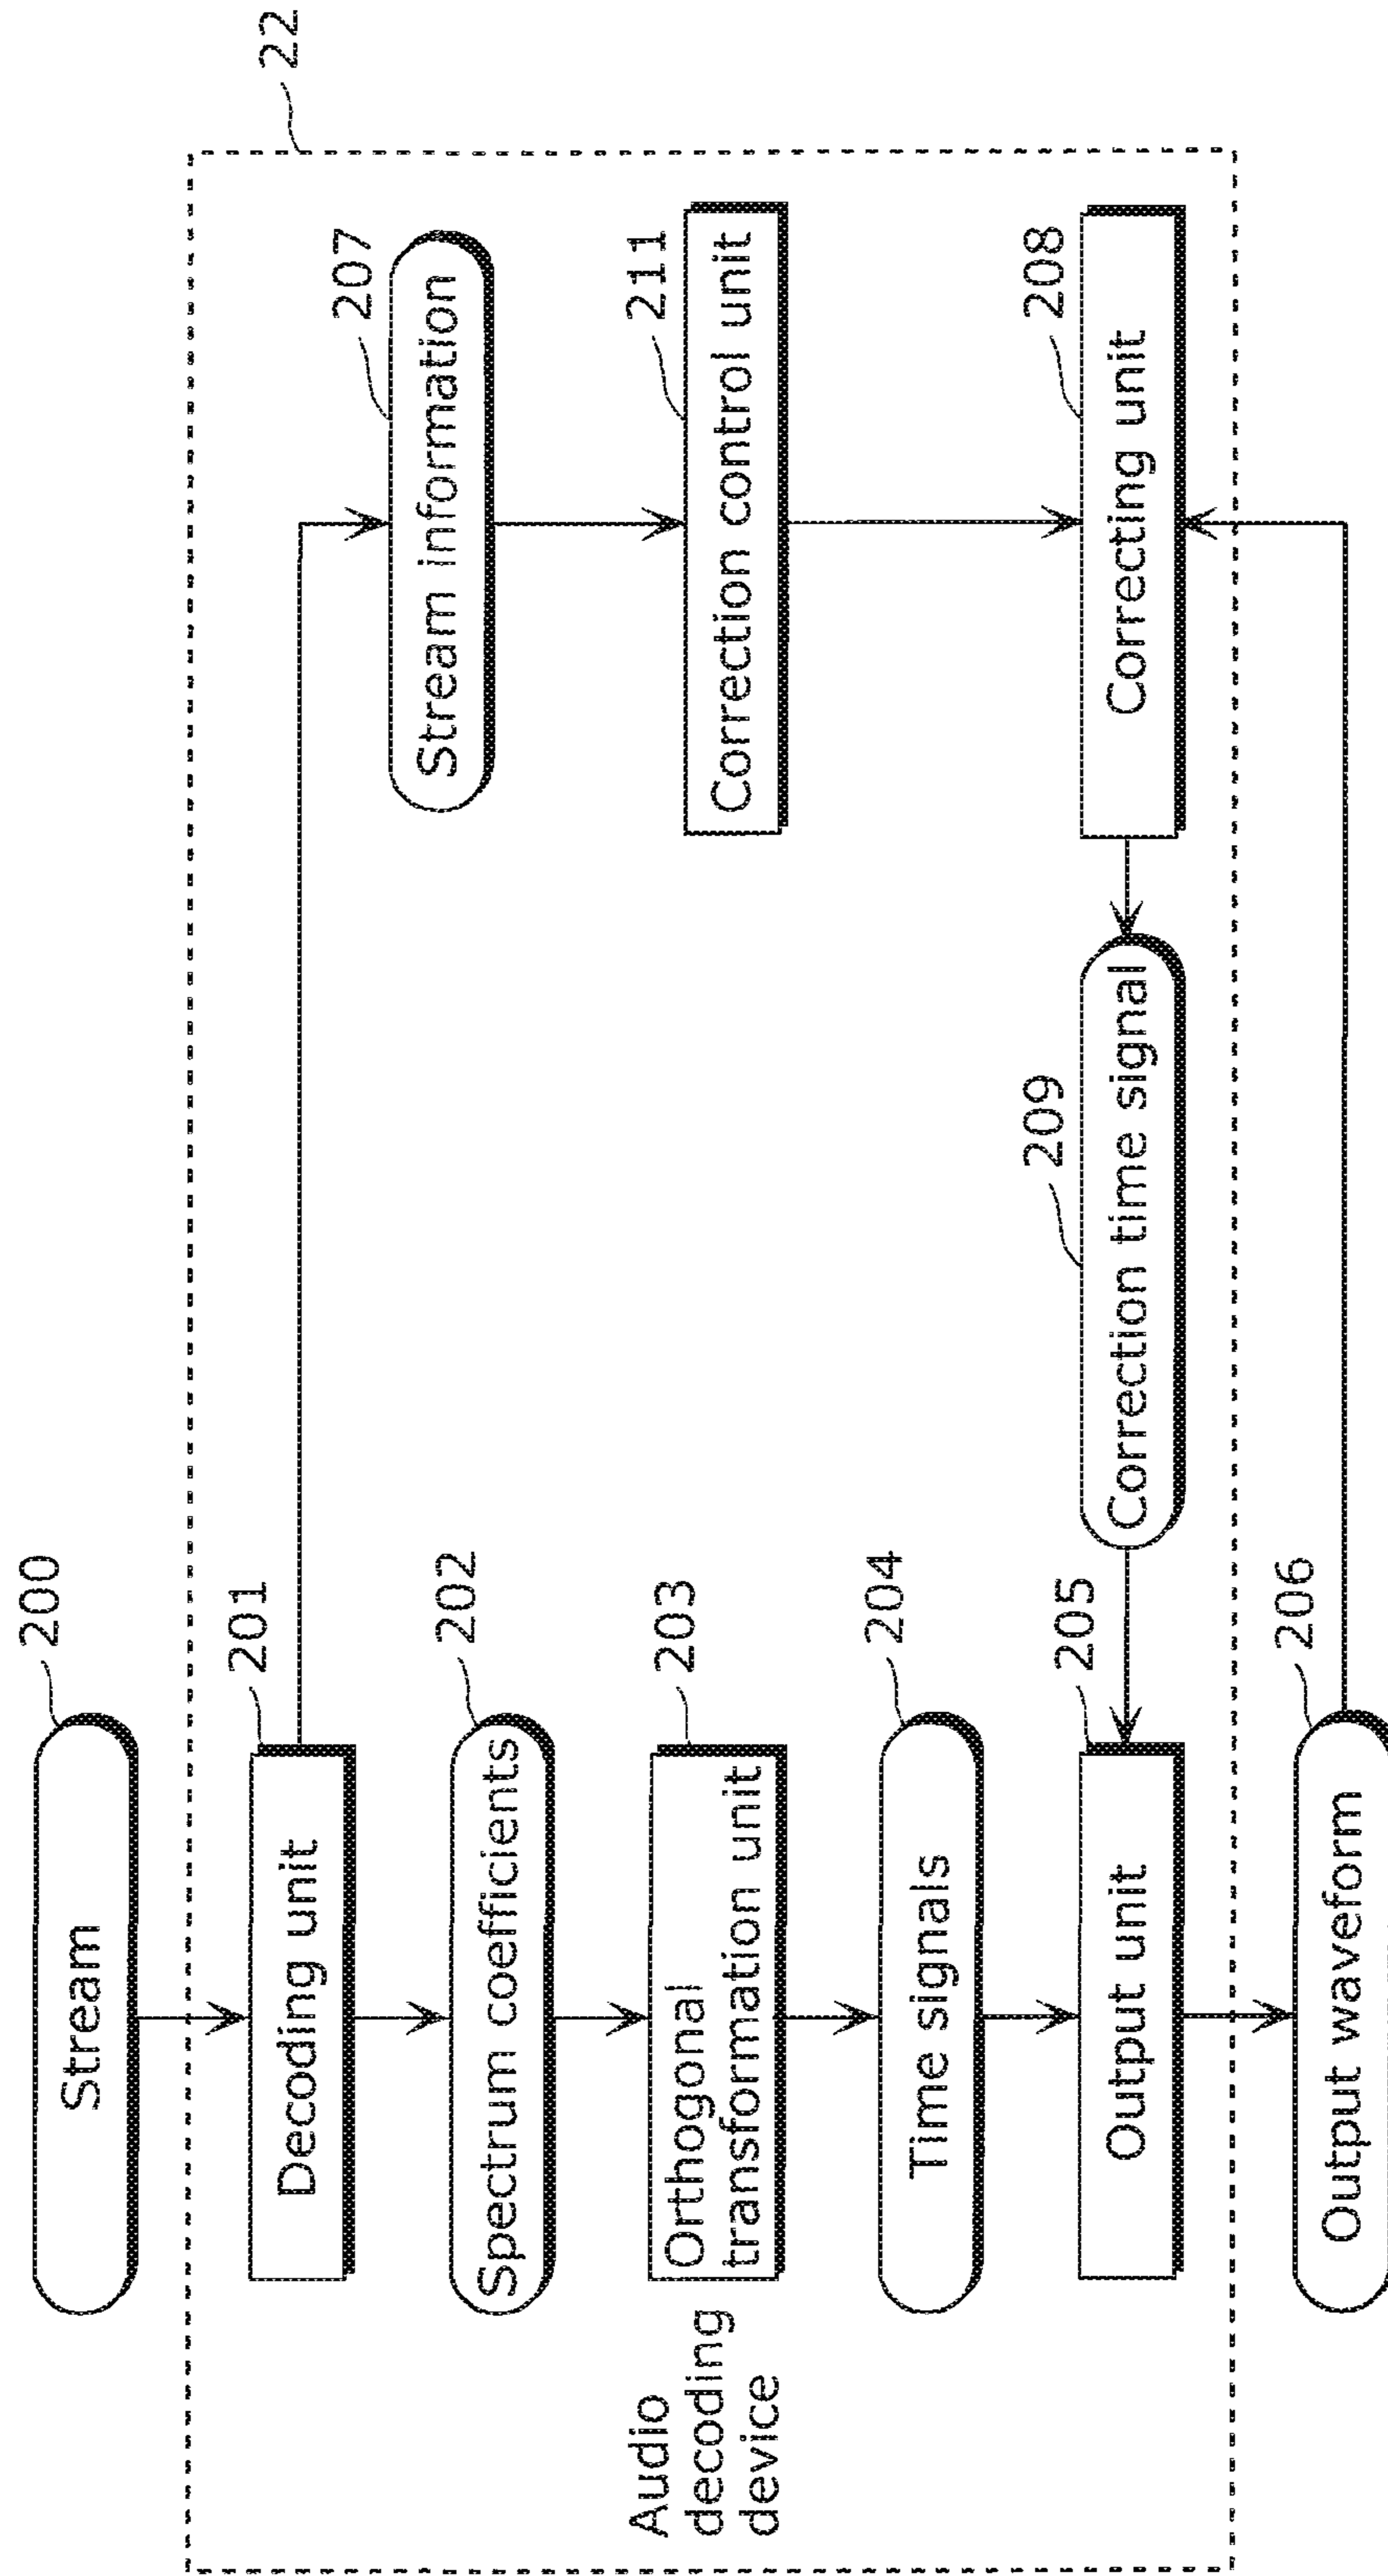 200
Stream
22
201
Decoding unit
207
Stream information
202
Spectrum coefficients
Audio
decoding
device
203
Orthogonal
transformation unit
211
Correction control unit
204
Time signals
205
Output unit
209
Correction time signal
208
Correcting unit
206
Output waveform